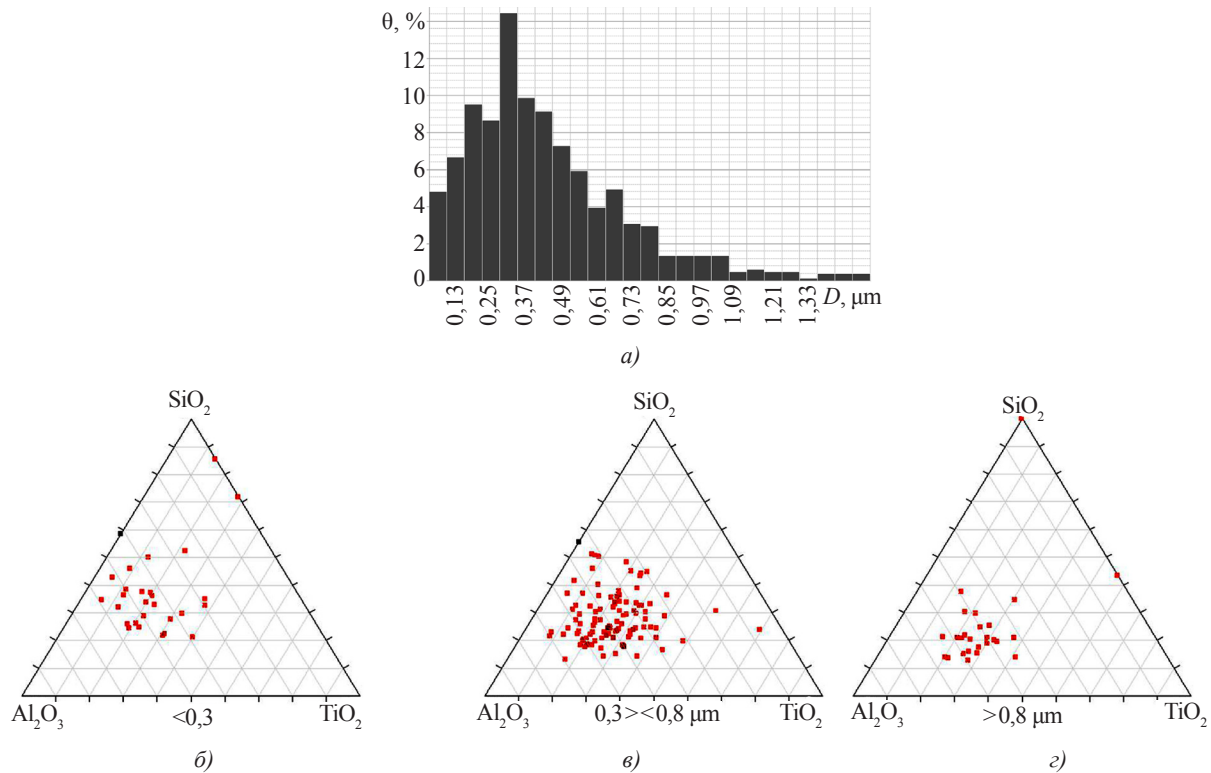 θ, %
12
10
8
6
4
2
0
0,13 0,25 0,37 0,49 0,61 0,73 0,85 0,97 1,09 1,21 1,33 D, μm
а)
SiO₂ SiO₂ SiO₂
Al₂O₃ <0,3 TiO₂ Al₂O₃ 0,3><0,8 μm TiO₂ Al₂O₃ >0,8 μm TiO₂
б) в) г)